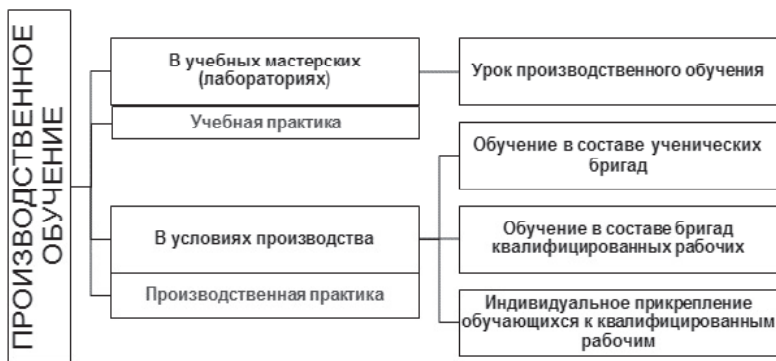 ПРОИЗВОДСТВЕННОЕ
ОБУЧЕНИЕ
В учебных мастерских
(лабораториях)
Учебная практика
В условиях производства
Производственная практика
Урок производственного обучения
Обучение в составе ученических
бригад
Обучение в составе бригад
квалифицированных рабочих
Индивидуальное прикрепление
обучающихся к квалифицированным
рабочим